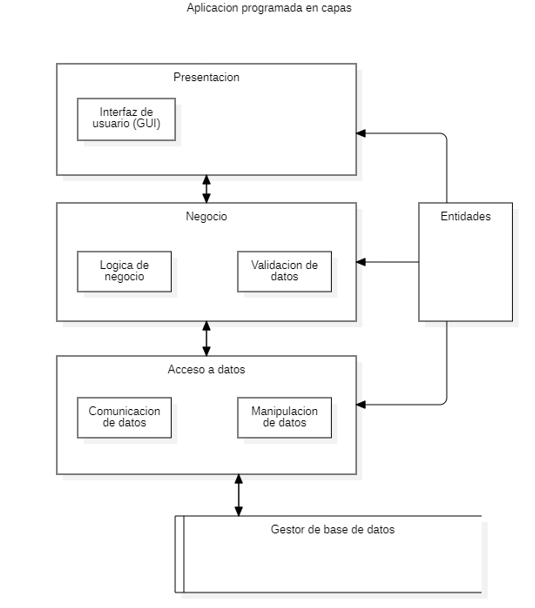 Aplicacion programada en capas
Presentacion
Interfaz de
usuario (GUI)
Negocio
Entidades
Logica de
negocio
Validacion de
datos
Acceso a datos
Comunicacion
de datos
Manipulacion
de datos
Gestor de base de datos